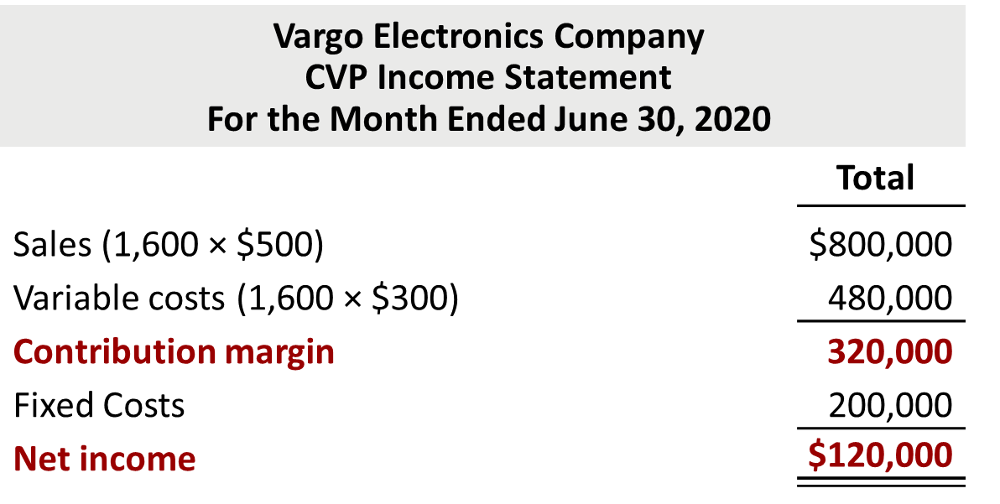 Vargo Electronics Company
CVP Income Statement
For the Month Ended June 30, 2020
Total
Sales (1,600 × $500) $800,000
Variable costs (1,600 × $300) 480,000
Contribution margin 320,000
Fixed Costs 200,000
Net income $120,000